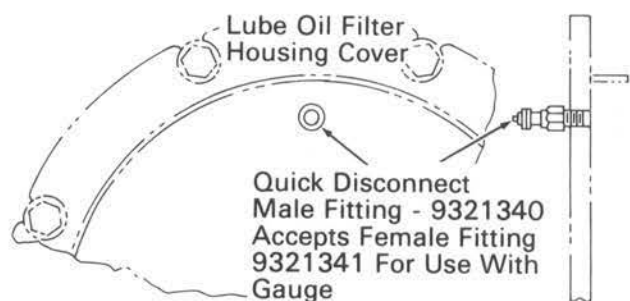 Lube Oil Filter
Housing Cover
Quick Disconnect
Male Fitting - 9321340
Accepts Female Fitting
9321341 For Use With
Gauge